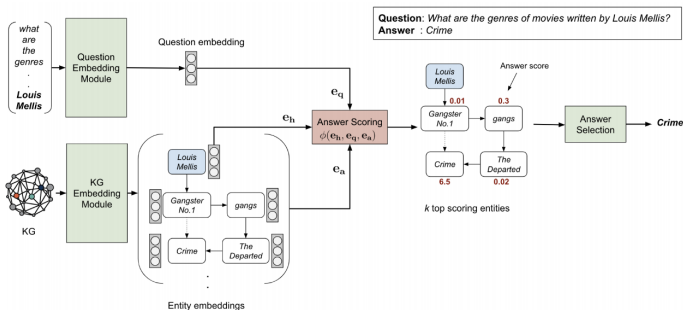 Question: What are the genres of movies written by Louis Mellis?
Answer : Crime
what
are
the
genres
.
.
Louis
Mellis
Question
Embedding
Module
Question embedding
e_q
e_h
e_a
Answer Scoring
ϕ(e_h, e_q, e_a)
KG
KG
Embedding
Module
Louis
Mellis
Gangster
No.1
gangs
Crime
The
Departed
.
.
Entity embeddings
Louis
Mellis
Answer score
0.01
0.3
Gangster
No.1
gangs
Crime
The
Departed
6.5
0.02
k top scoring entities
Answer
Selection
Crime